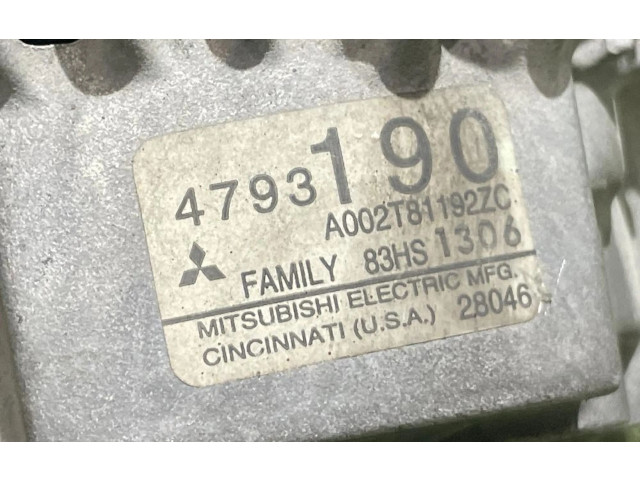 4793190
A002T81192ZC
FAMILY 83HS 1306
MITSUBISHI ELECTRIC MFG.
CINCINNATI (U.S.A.) 28046